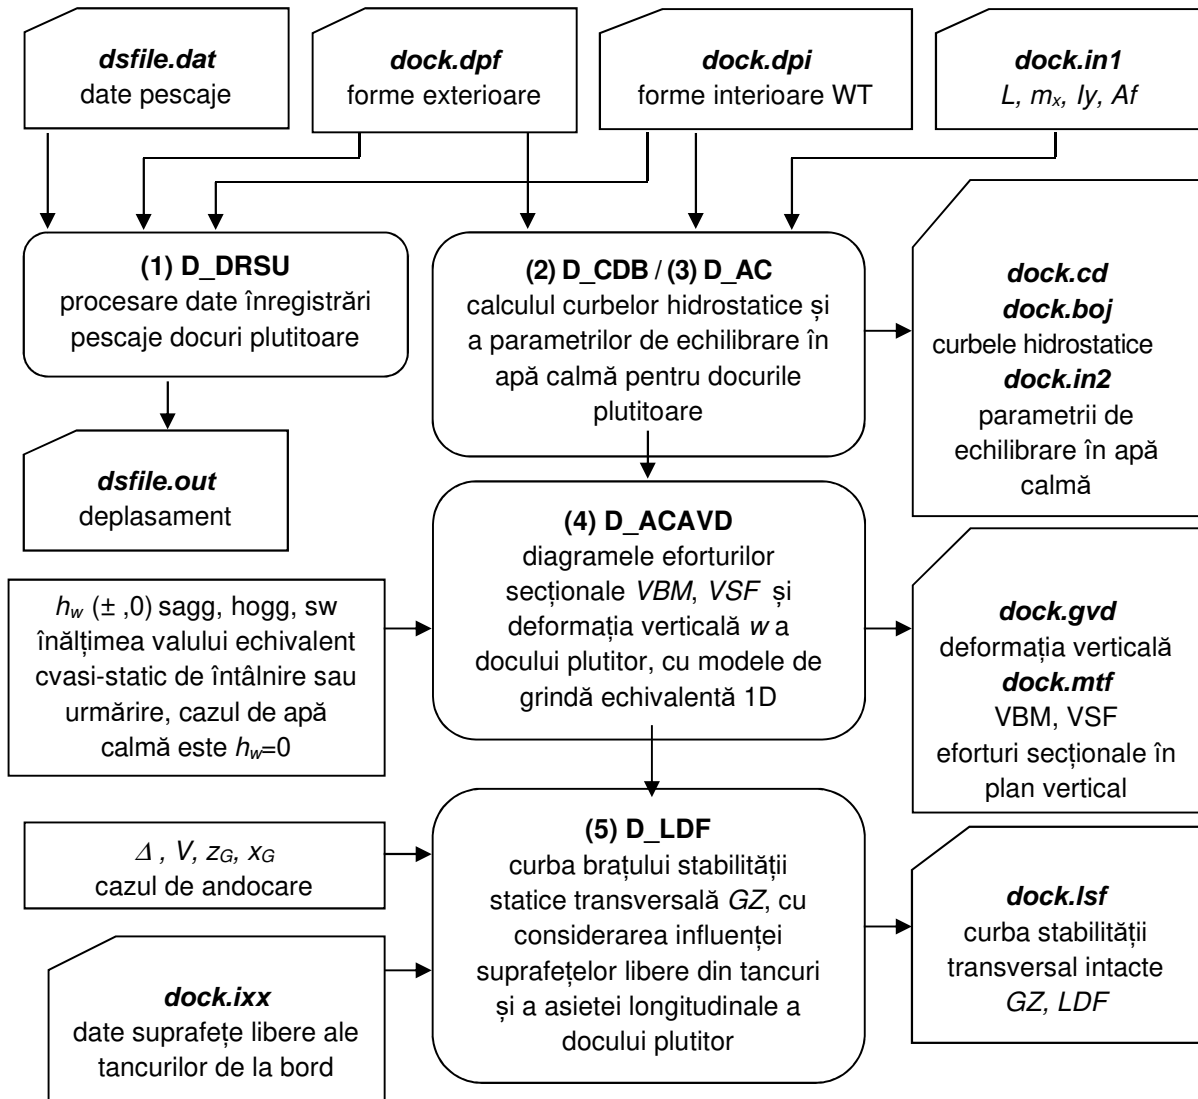 dsfile.dat
date pescaje
dock.dpf
forme exterioare
dock.dpi
forme interioare WT
dock.in1
L, mx, Iy, Af
(1) D_DRSU
procesare date înregistrări
pescaje docuri plutitoare
(2) D_CDB / (3) D_AC
calculul curbelor hidrostatice și
a parametrilor de echilibrare în
apă calmă pentru docurile
plutitoare
dock.cd
dock.boj
curbele hidrostatice
dock.in2
parametrii de
echilibrare în apă
calmă
dsfile.out
deplasament
(4) D_ACAVD
diagramele eforturilor
secționale VBM, VSF și
deformația verticală w a
docului plutitor, cu modele de
grindă echivalentă 1D
hw (± ,0) sagg, hogg, sw
înălțimea valului echivalent
cvasi-static de întâlnire sau
urmărire, cazul de apă
calmă este hw=0
dock.gvd
deformația verticală
dock.mtf
VBM, VSF
eforturi secționale în
plan vertical
(5) D_LDF
curba brațului stabilității
statice transversală GZ, cu
considerarea influenței
suprafețelor libere din tancuri
și a asietei longitudinale a
docului plutitor
Δ , V, zG, xG
cazul de andocare
dock.ixx
date suprafețe libere ale
tancurilor de la bord
dock.lsf
curba stabilității
transversal intacte
GZ, LDF